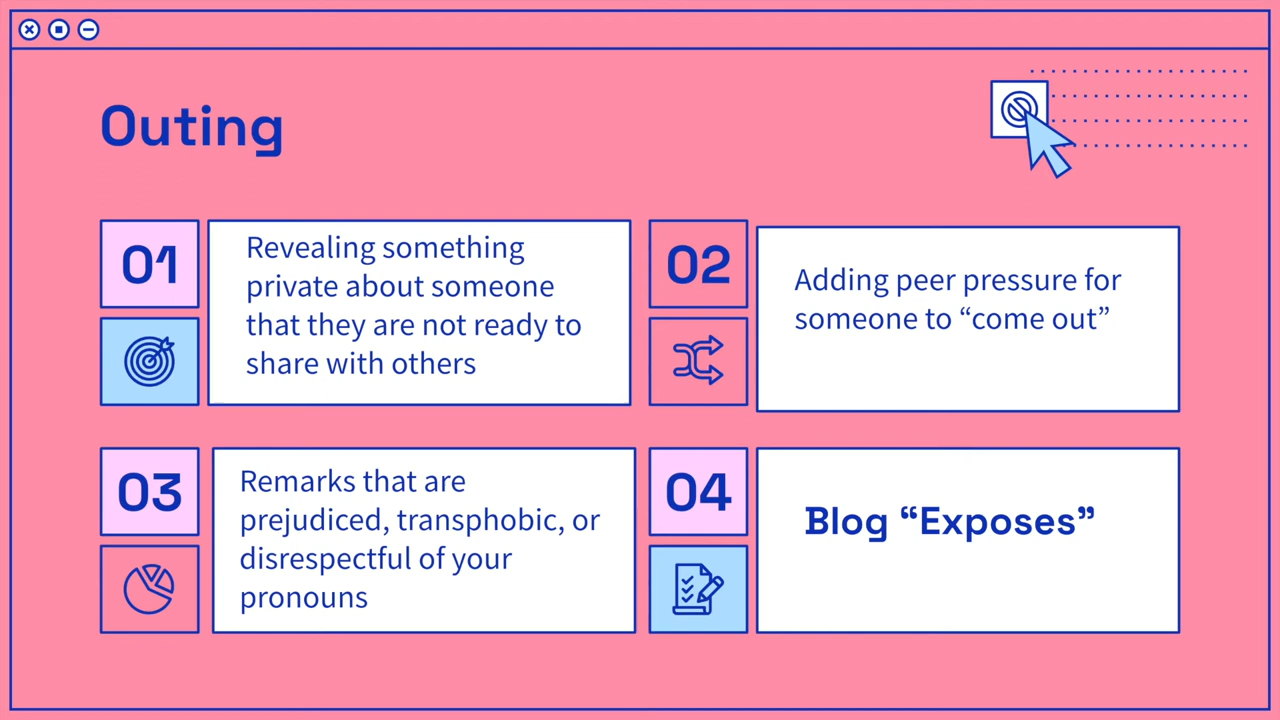 Outing
01
Revealing something
private about someone
that they are not ready to
share with others
02
Adding peer pressure for
someone to “come out”
03
Remarks that are
prejudiced, transphobic, or
disrespectful of your
pronouns
04
Blog “Exposes”